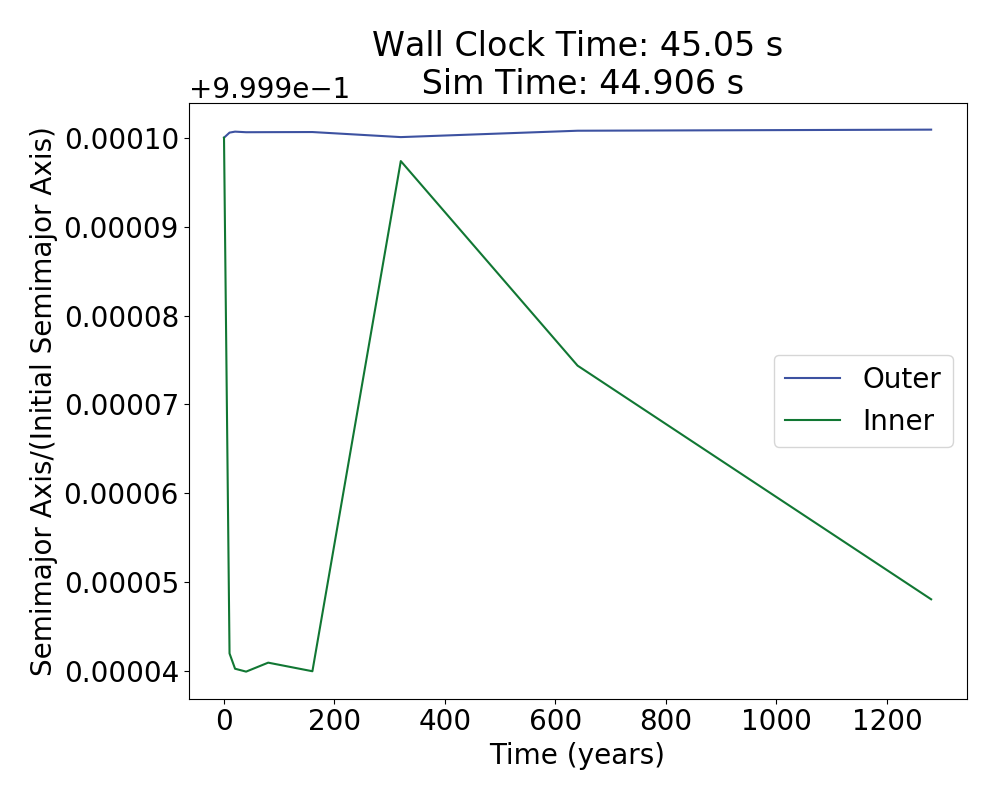 Wall Clock Time: 45.05 s
Sim Time: 44.906 s
+9.999e−1
Semimajor Axis/(Initial Semimajor Axis)
0.00010
0.00009
0.00008
0.00007
0.00006
0.00005
0.00004
Outer
Inner
0 200 400 600 800 1000 1200
Time (years)